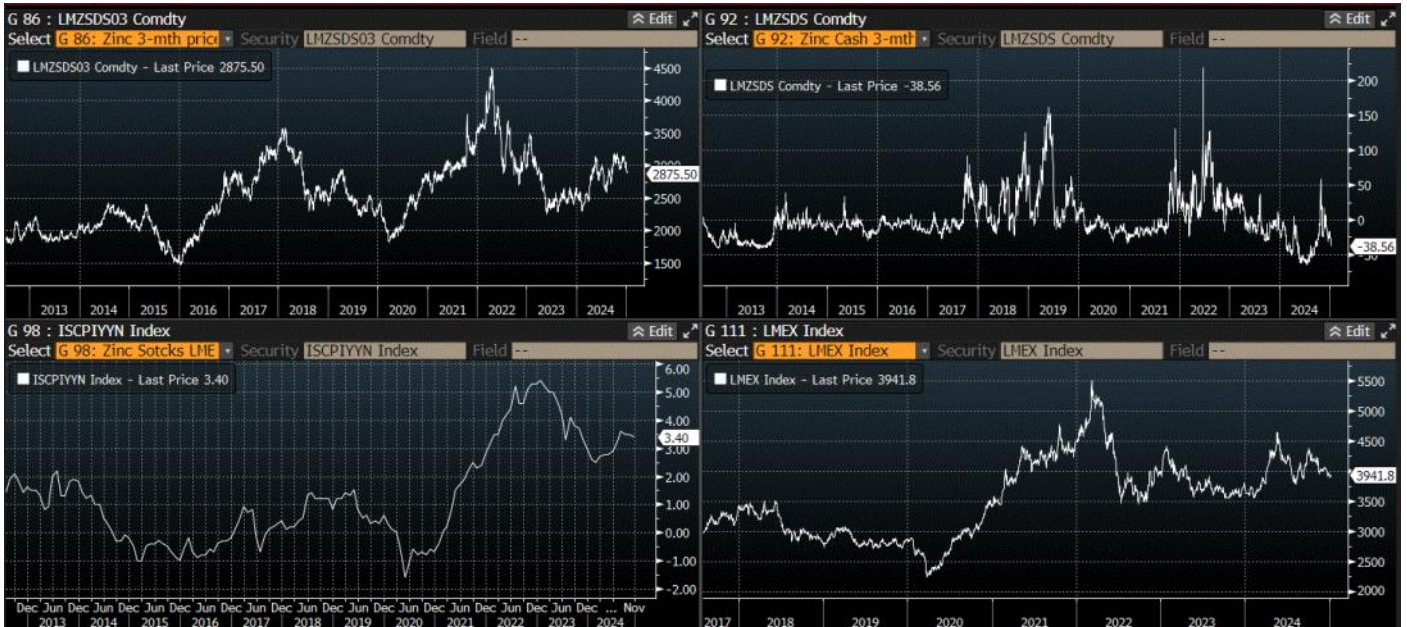 G 86 : LMZSDS03 Comdty
Edit
Select G 86: Zinc 3-mth price Security LMZSDS03 Comdty Field --
LMZSDS03 Comdty - Last Price 2875.50
4500
4000
3500
3000
2875.50
2500
2000
1500
2013 2014 2015 2016 2017 2018 2019 2020 2021 2022 2023 2024
G 92 : LMZSDS Comdty
Edit
Select G 92: Zinc Cash 3-mth Security LMZSDS Comdty Field --
LMZSDS Comdty - Last Price -38.56
200
150
100
50
0
-38.56
-50
2013 2014 2015 2016 2017 2018 2019 2020 2021 2022 2023 2024
G 98 : ISCPIYYN Index
Edit
Select G 98: Zinc Sotcks LME Security ISCPIYYN Index Field --
ISCPIYYN Index - Last Price 3.40
6.00
5.00
4.00
3.40
3.00
2.00
1.00
0.00
-1.00
-2.00
Dec Jun Dec Jun Dec Jun Dec Jun Dec Jun Dec Jun Dec Jun Dec Jun Dec Jun Dec Jun Dec Jun Dec ... Nov
2013 2014 2015 2016 2017 2018 2019 2020 2021 2022 2023 2024
G 111 : LMEX Index
Edit
Select G 111: LMEX Index Security LMEX Index Field --
LMEX Index - Last Price 3941.8
5500
5000
4500
3941.8
3500
3000
2500
2000
2017 2018 2019 2020 2021 2022 2023 2024